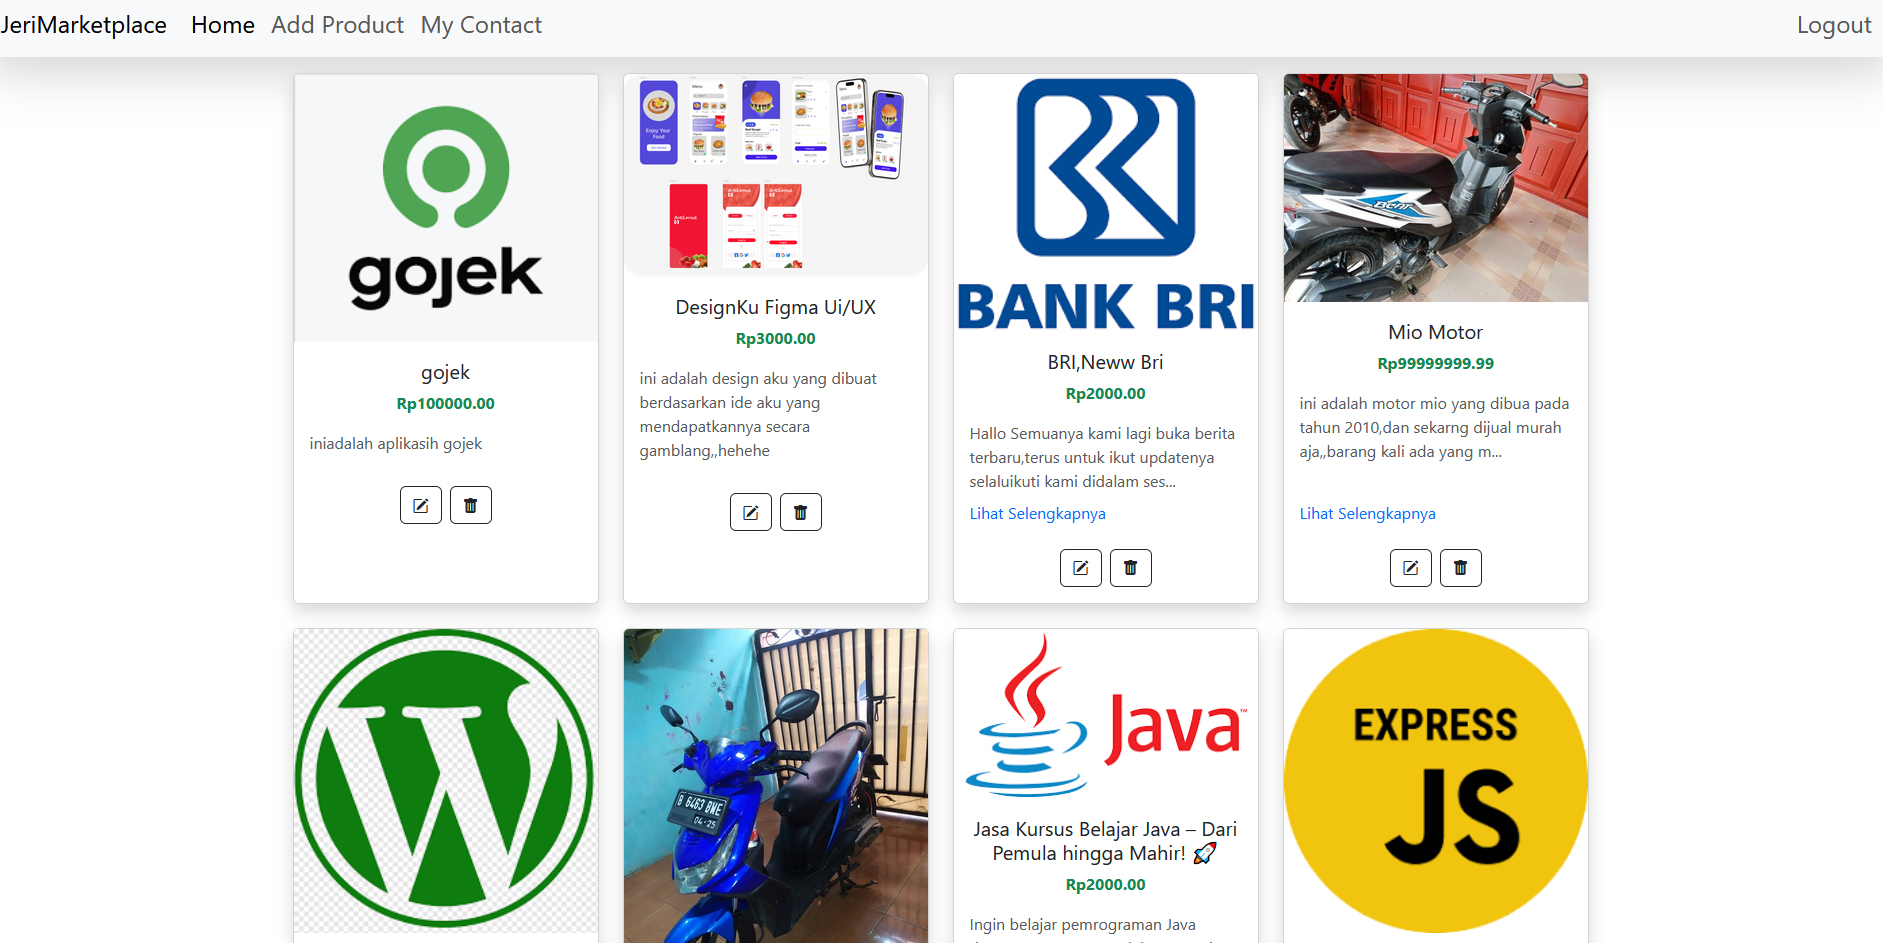 JeriMarketplace Home Add Product My Contact Logout
gojek
gojek
Rp100000.00
iniadalah aplikasih gojek
Enjoy Your
Food
Menu
DesignKu Figma Ui/UX
Rp3000.00
ini adalah design aku yang dibuat
berdasarkan ide aku yang
mendapatkannya secara
gamblang,,hehehe
BANK BRI
BRI,Neww Bri
Rp2000.00
Hallo Semuanya kami lagi buka berita
terbaru,terus untuk ikut updatenya
selaluikuti kami didalam ses...
Lihat Selengkapnya
BeAT
Mio Motor
Rp99999999.99
ini adalah motor mio yang dibua pada
tahun 2010,dan sekarng dijual murah
aja,,barang kali ada yang m...
Lihat Selengkapnya
W
B 6463 BWE
04·25
Java™
Jasa Kursus Belajar Java – Dari
Pemula hingga Mahir! 🚀
Rp2000.00
Ingin belajar pemrograman Java
EXPRESS
JS